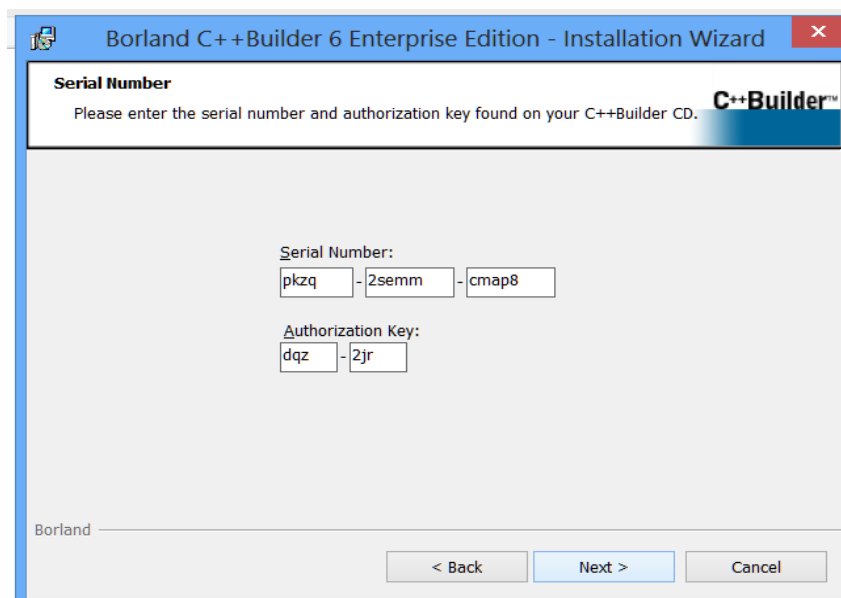 Borland C++Builder 6 Enterprise Edition - Installation Wizard
Serial Number
Please enter the serial number and authorization key found on your C++Builder CD.
C++Builder™
Serial Number:
pkzq - 2semm - cmap8
Authorization Key:
dqz - 2jr
Borland
< Back Next > Cancel